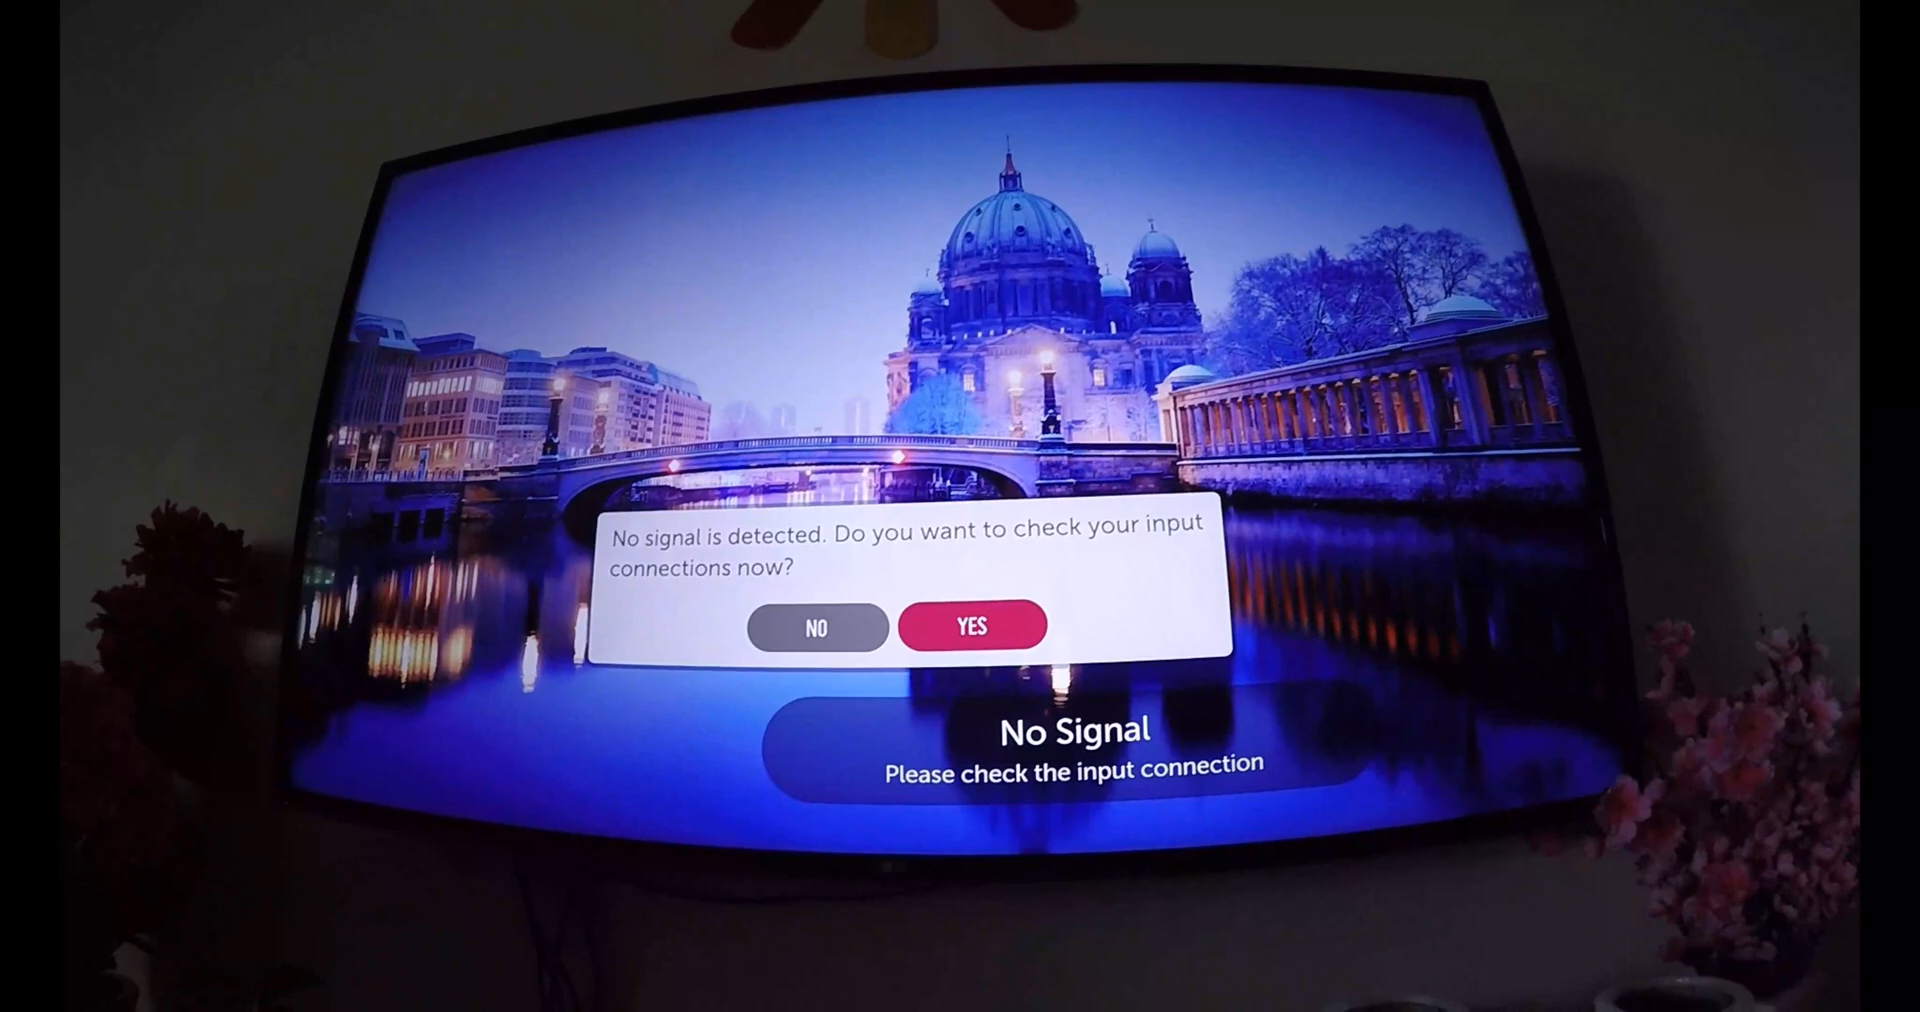 No signal is detected. Do you want to check your input
connections now?
NO
YES
No Signal
Please check the input connection